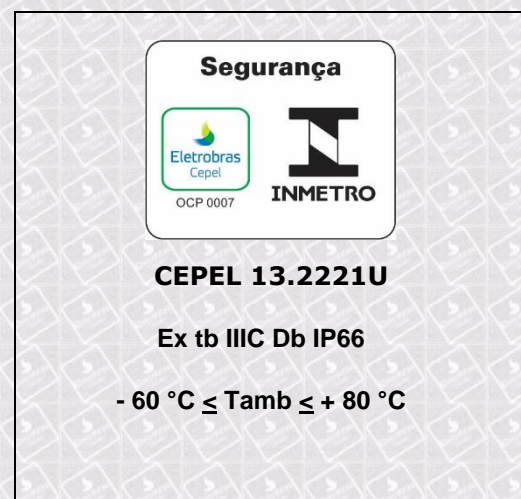 Segurança
Eletrobras
Cepel
OCP 0007
INMETRO
CEPEL 13.2221U
Ex tb IIIC Db IP66
- 60 °C ≤ Tamb ≤ + 80 °C